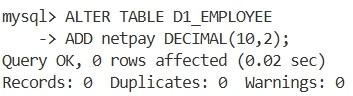 mysql> ALTER TABLE D1_EMPLOYEE
    -> ADD netpay DECIMAL(10,2);
Query OK, 0 rows affected (0.02 sec)
Records: 0  Duplicates: 0  Warnings: 0